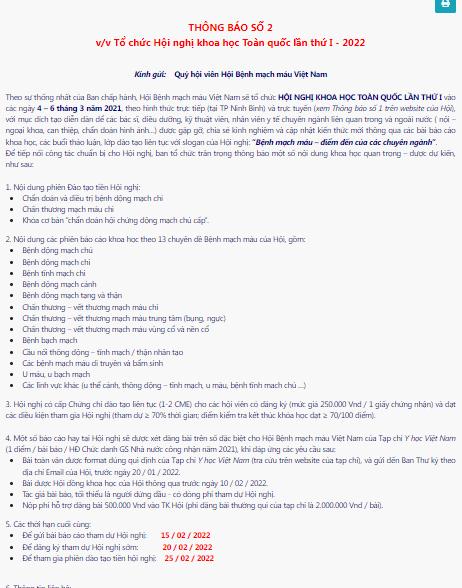 THÔNG BÁO SỐ 2
v/v Tổ chức Hội nghị khoa học Toàn quốc lần thứ I - 2022
Kính gửi: Quý hội viên Hội Bệnh mạch máu Việt Nam
Theo sự thống nhất của Ban chấp hành, Hội Bệnh mạch máu Việt Nam sẽ tổ chức HỘI NGHỊ KHOA HỌC TOÀN QUỐC LẦN THỨ I vào
các ngày 4 – 6 tháng 3 năm 2021, theo hình thức trực tiếp (tại TP Ninh Bình) và trực tuyến (xem Thông báo số 1 trên website của Hội),
với mục đích tạo diễn đàn để các bác sĩ, điều dưỡng, kỹ thuật viên, nhân viên y tế chuyên ngành liên quan trong và ngoài nước ( nội –
ngoại khoa, can thiệp, chẩn đoán hình ảnh...) được gặp gỡ, chia sẻ kinh nghiệm và cập nhật kiến thức mới thông qua các bài báo cáo
khoa học, các buổi thảo luận, lớp đào tạo liên tục với slogan của Hội nghị: "Bệnh mạch máu – điểm đến của các chuyên ngành".
Để tiếp nối công tác chuẩn bị cho Hội nghị, ban tổ chức trân trọng thông báo một số nội dung khoa học quan trọng – dược dự kiến,
như sau:
1. Nội dung phiên Đào tạo tiền Hội nghị:
• Chẩn đoán và điều trị bệnh động mạch chi
• Chấn thương mạch máu chi
• Khóa cơ bản "chẩn đoán hội chứng động mạch chủ cấp".
2. Nội dung các phiên báo cáo khoa học theo 13 chuyên đề Bệnh mạch máu của Hội, gồm:
• Bệnh động mạch chủ
• Bệnh động mạch chi
• Bệnh tĩnh mạch chi
• Bệnh động mạch cảnh
• Bệnh động mạch tạng và thận
• Chấn thương – vết thương mạch máu chi
• Chấn thương – vết thương mạch máu trung tâm (bụng, ngực)
• Chấn thương – vết thương mạch máu vùng cổ và nền cổ
• Bệnh bạch mạch
• Cầu nối thông động – tĩnh mạch / thận nhân tạo
• Các bệnh mạch máu di truyền và bẩm sinh
• U máu, u bạch mạch
• Các lĩnh vực khác (u thể cảnh, thông động – tĩnh mạch, u máu, bệnh tĩnh mạch chủ ...)
3. Hội nghị có cấp Chứng chỉ đào tạo liên tục (1-2 CME) cho các hội viên có đăng ký (mức giá 250.000 Vnd / 1 giấy chứng nhận) và đạt
các điều kiện tham gia Hội nghị (tham dự ≥ 70% thời gian; điểm kiểm tra kết thúc khóa học đạt ≥ 70/100 điểm).
4. Một số báo cáo hay tại Hội nghị sẽ được xét đăng bài trên số đặc biệt cho Hội Bệnh mạch máu Việt Nam của Tạp chí Y học Việt Nam
(1 điểm / bài báo / HĐ Chức danh GS Nhà nước công nhận năm 2021), khi đáp ứng các yêu cầu sau:
• Bài toàn văn được format đúng qui định của Tạp chí Y học Việt Nam (tra cứu trên website của tạp chí), và gửi đến Ban Thư ký theo
địa chỉ Email của Hội, trước ngày 20 / 01 / 2022.
• Bài được Hội đồng khoa học của Hội thông qua trước ngày 10 / 02 / 2022.
• Tác giả bài báo, tối thiểu là người đứng đầu - có đóng phí tham dự Hội nghị.
• Nộp phí hỗ trợ đăng bài 500.000 Vnd vào TK Hội (phí đăng bài thường qui của tạp chí là 2.000.000 Vnd / bài).
5. Các thời hạn cuối cùng:
• Để gửi bài báo cáo tham dự Hội nghị: 15 / 02 / 2022
• Để đăng ký tham dự Hội nghị sớm: 20 / 02 / 2022
• Để tham gia phiên đào tạo tiền hội nghị: 25 / 02 / 2022